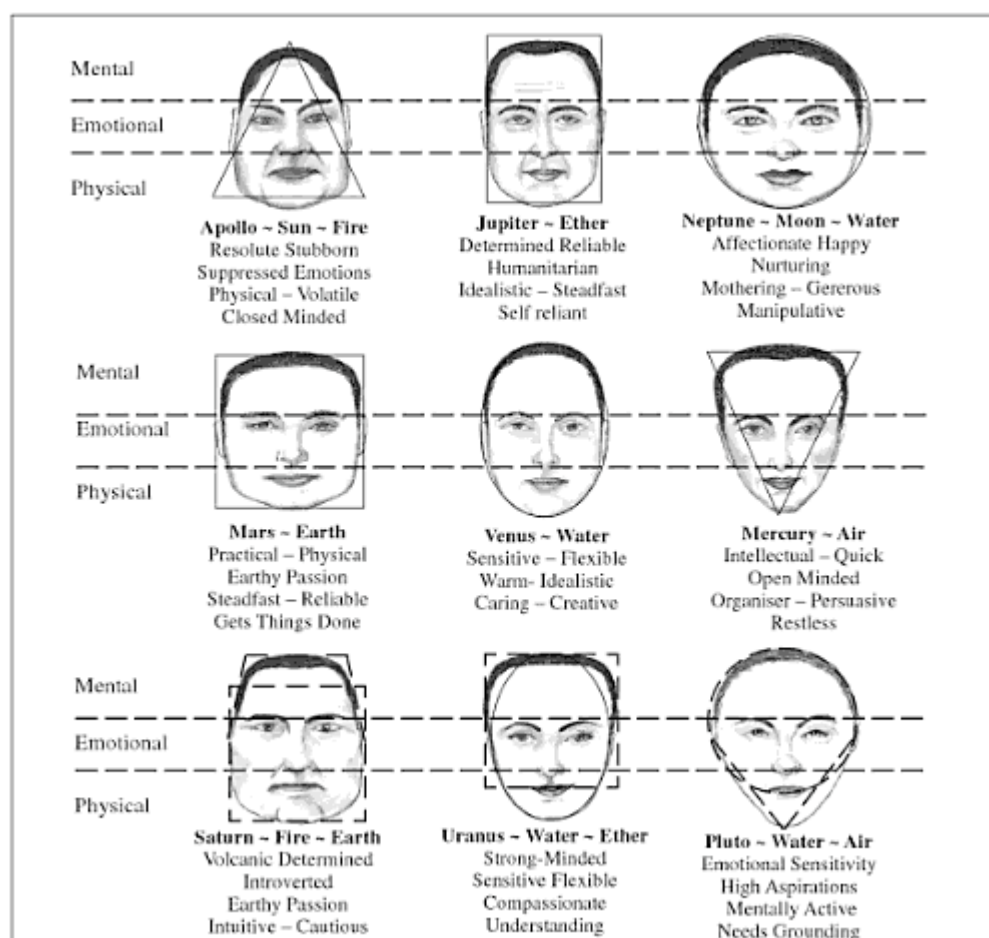 Mental
Emotional
Physical
Apollo ~ Sun ~ Fire
Resolute Stubborn
Suppressed Emotions
Physical – Volatile
Closed Minded
Jupiter ~ Ether
Determined Reliable
Humanitarian
Idealistic – Steadfast
Self reliant
Neptune ~ Moon ~ Water
Affectionate Happy
Nurturing
Mothering – Gererous
Manipulative
Mental
Emotional
Physical
Mars ~ Earth
Practical – Physical
Earthy Passion
Steadfast – Reliable
Gets Things Done
Venus ~ Water
Sensitive – Flexible
Warm- Idealistic
Caring – Creative
Mercury ~ Air
Intellectual – Quick
Open Minded
Organiser – Persuasive
Restless
Mental
Emotional
Physical
Saturn ~ Fire ~ Earth
Volcanic Determined
Introverted
Earthy Passion
Intuitive – Cautious
Uranus ~ Water ~ Ether
Strong-Minded
Sensitive Flexible
Compassionate
Understanding
Pluto ~ Water ~ Air
Emotional Sensitivity
High Aspirations
Mentally Active
Needs Grounding